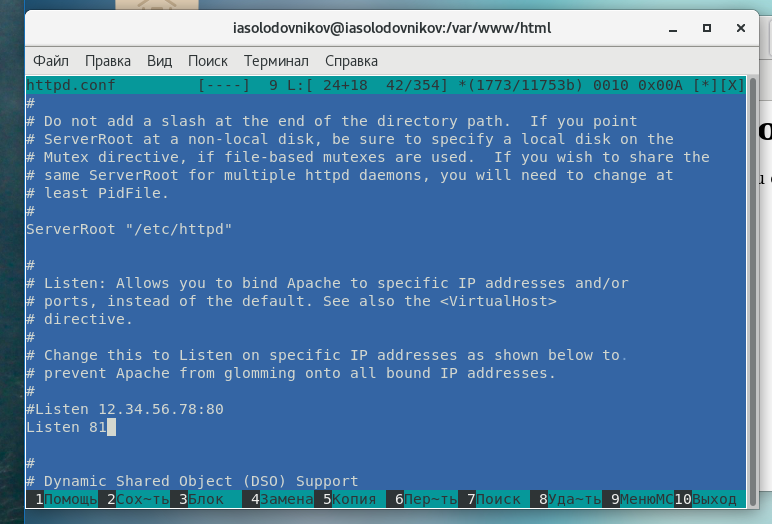 iasolodovnikov@iasolodovnikov:/var/www/html
Файл Правка Вид Поиск Терминал Справка
httpd.conf         [----]  9 L:[ 24+18  42/354] *(1773/11753b) 0010 0x00A [*][X]
#
# Do not add a slash at the end of the directory path.  If you point
# ServerRoot at a non-local disk, be sure to specify a local disk on the
# Mutex directive, if file-based mutexes are used.  If you wish to share the
# same ServerRoot for multiple httpd daemons, you will need to change at
# least PidFile.
#
ServerRoot "/etc/httpd"

#
# Listen: Allows you to bind Apache to specific IP addresses and/or
# ports, instead of the default. See also the <VirtualHost>
# directive.
#
# Change this to Listen on specific IP addresses as shown below to.
# prevent Apache from glomming onto all bound IP addresses.
#
#Listen 12.34.56.78:80
Listen 81

#
# Dynamic Shared Object (DSO) Support
1Помощь 2Сох~ть 3Блок 4Замена 5Копия 6Пер~ть 7Поиск 8Уда~ть 9МенюMC 10Выход